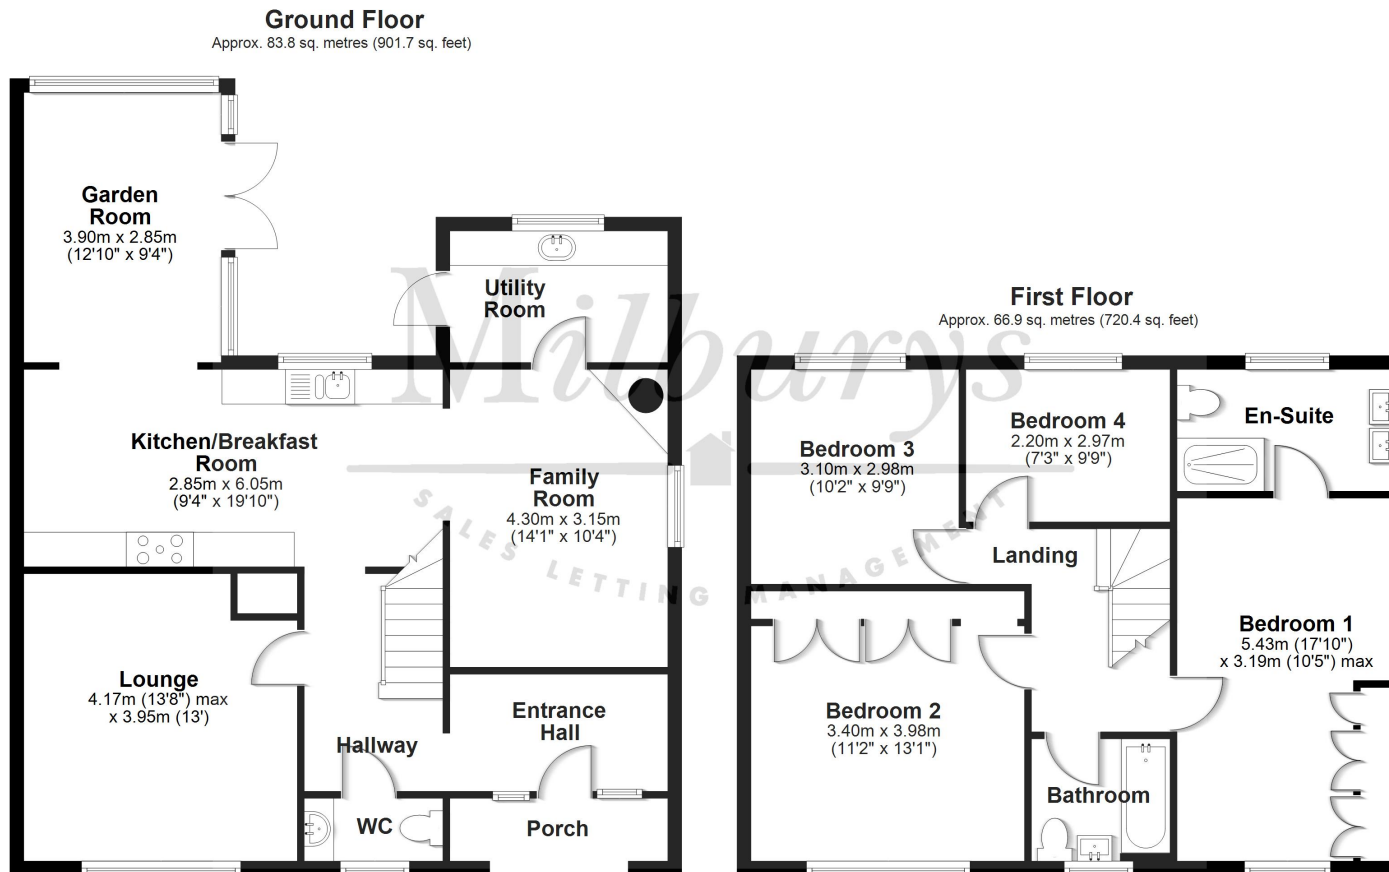 Ground Floor
Approx. 83.8 sq. metres (901.7 sq. feet)
Garden
Room
3.90m x 2.85m
(12'10" x 9'4")
Utility
Room
Kitchen/Breakfast
Room
2.85m x 6.05m
(9'4" x 19'10")
Family
Room
4.30m x 3.15m
(14'1" x 10'4")
Lounge
4.17m (13'8") max
x 3.95m (13')
Hallway
Entrance
Hall
WC
Porch
First Floor
Approx. 66.9 sq. metres (720.4 sq. feet)
Bedroom 3
3.10m x 2.98m
(10'2" x 9'9")
Bedroom 4
2.20m x 2.97m
(7'3" x 9'9")
En-Suite
Landing
Bedroom 1
5.43m (17'10")
x 3.19m (10'5") max
Bedroom 2
3.40m x 3.98m
(11'2" x 13'1")
Bathroom
Milburys
SALES LETTING MANAGEMENT